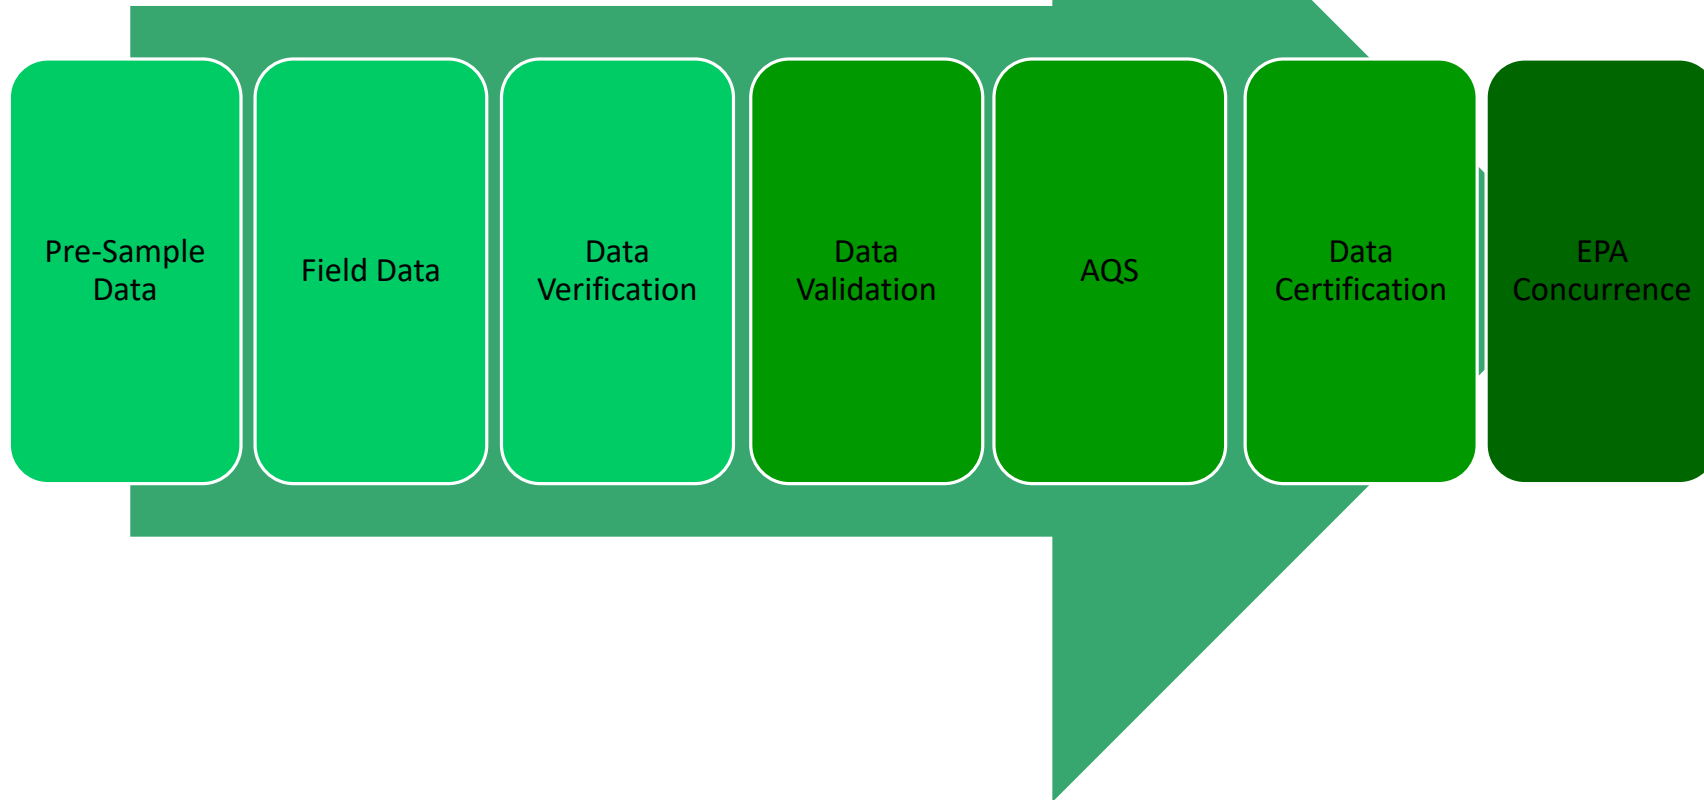 Pre-Sample
Data
Field Data
Data
Verification
Data
Validation
AQS
Data
Certification
EPA
Concurrence